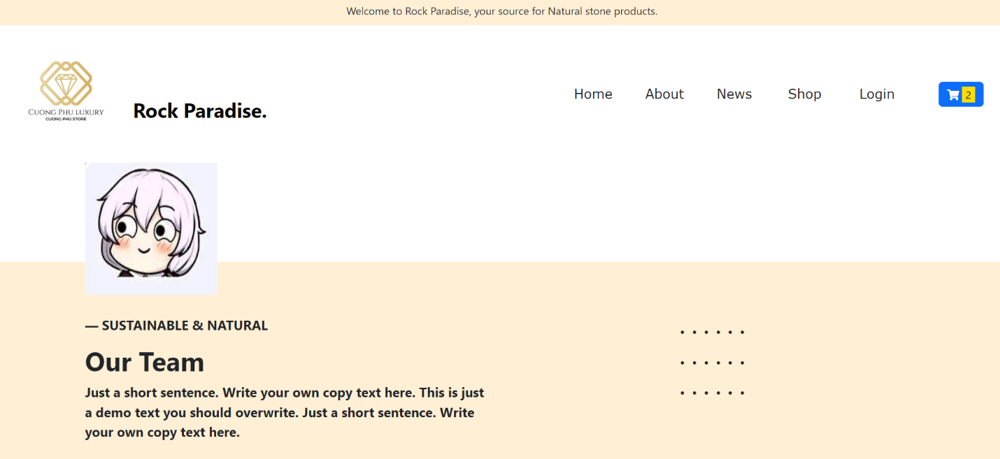 Welcome to Rock Paradise, your source for Natural stone products.
CUONG PHU LUXURY
CUONG PHU STORE
Rock Paradise.
Home About News Shop Login 2
— SUSTAINABLE & NATURAL
Our Team
Just a short sentence. Write your own copy text here. This is just
a demo text you should overwrite. Just a short sentence. Write
your own copy text here.